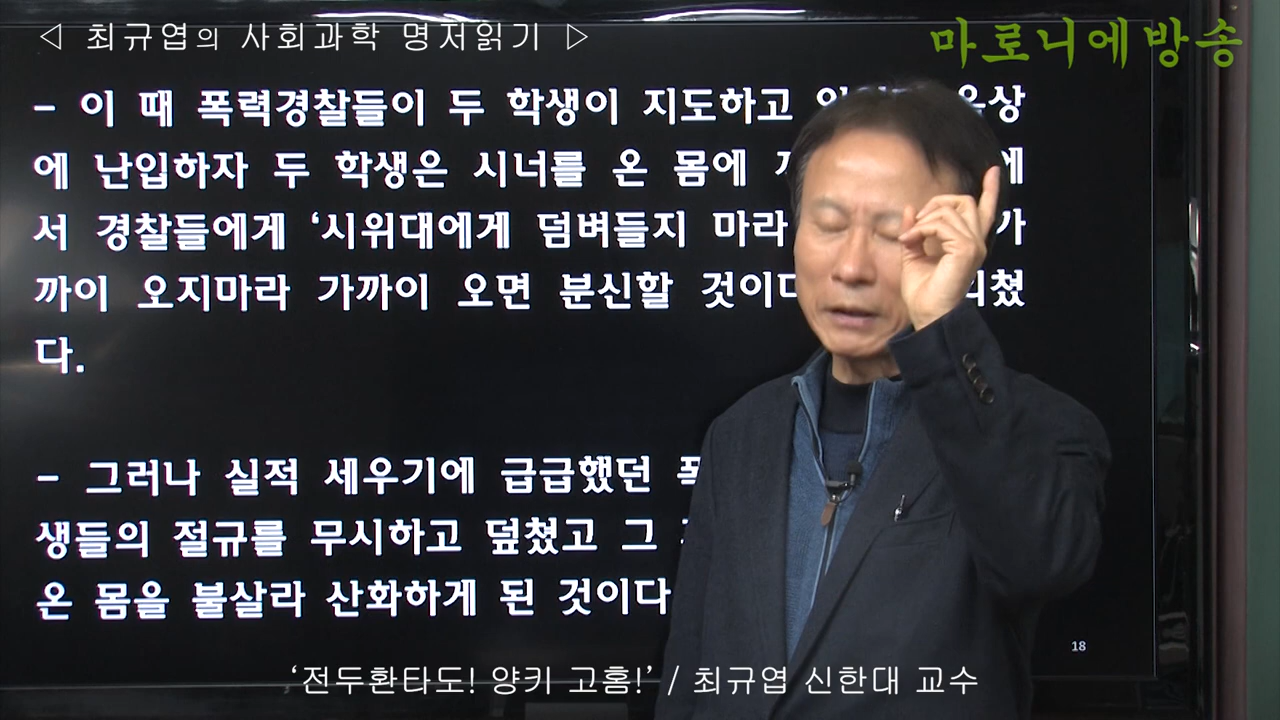 ◁ 최규엽의 사회과학 명저읽기 ▷
마로니에방송
- 이 때 폭력경찰들이 두 학생이 지도하고 옥상
에 난입하자 두 학생은 시너를 온 몸에 에
서 경찰들에게 ‘시위대에게 덤벼들지 마라 가
까이 오지마라 가까이 오면 분신할 것이다
다.
- 그러나 실적 세우기에 급급했던
생들의 절규를 무시하고 덮쳤고 그
온 몸을 불살라 산화하게 된 것이다
18
‘전두환타도! 양키 고홈!’ / 최규엽 신한대 교수